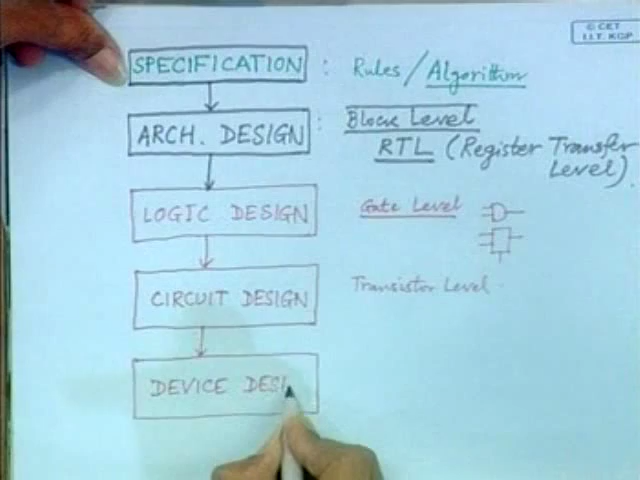 © CET
I.I.T. KGP
SPECIFICATION : Rules / Algorithm
ARCH. DESIGN : Block Level
RTL (Register Transfer
Level).
LOGIC DESIGN Gate Level
CIRCUIT DESIGN Transistor Level
DEVICE DESI